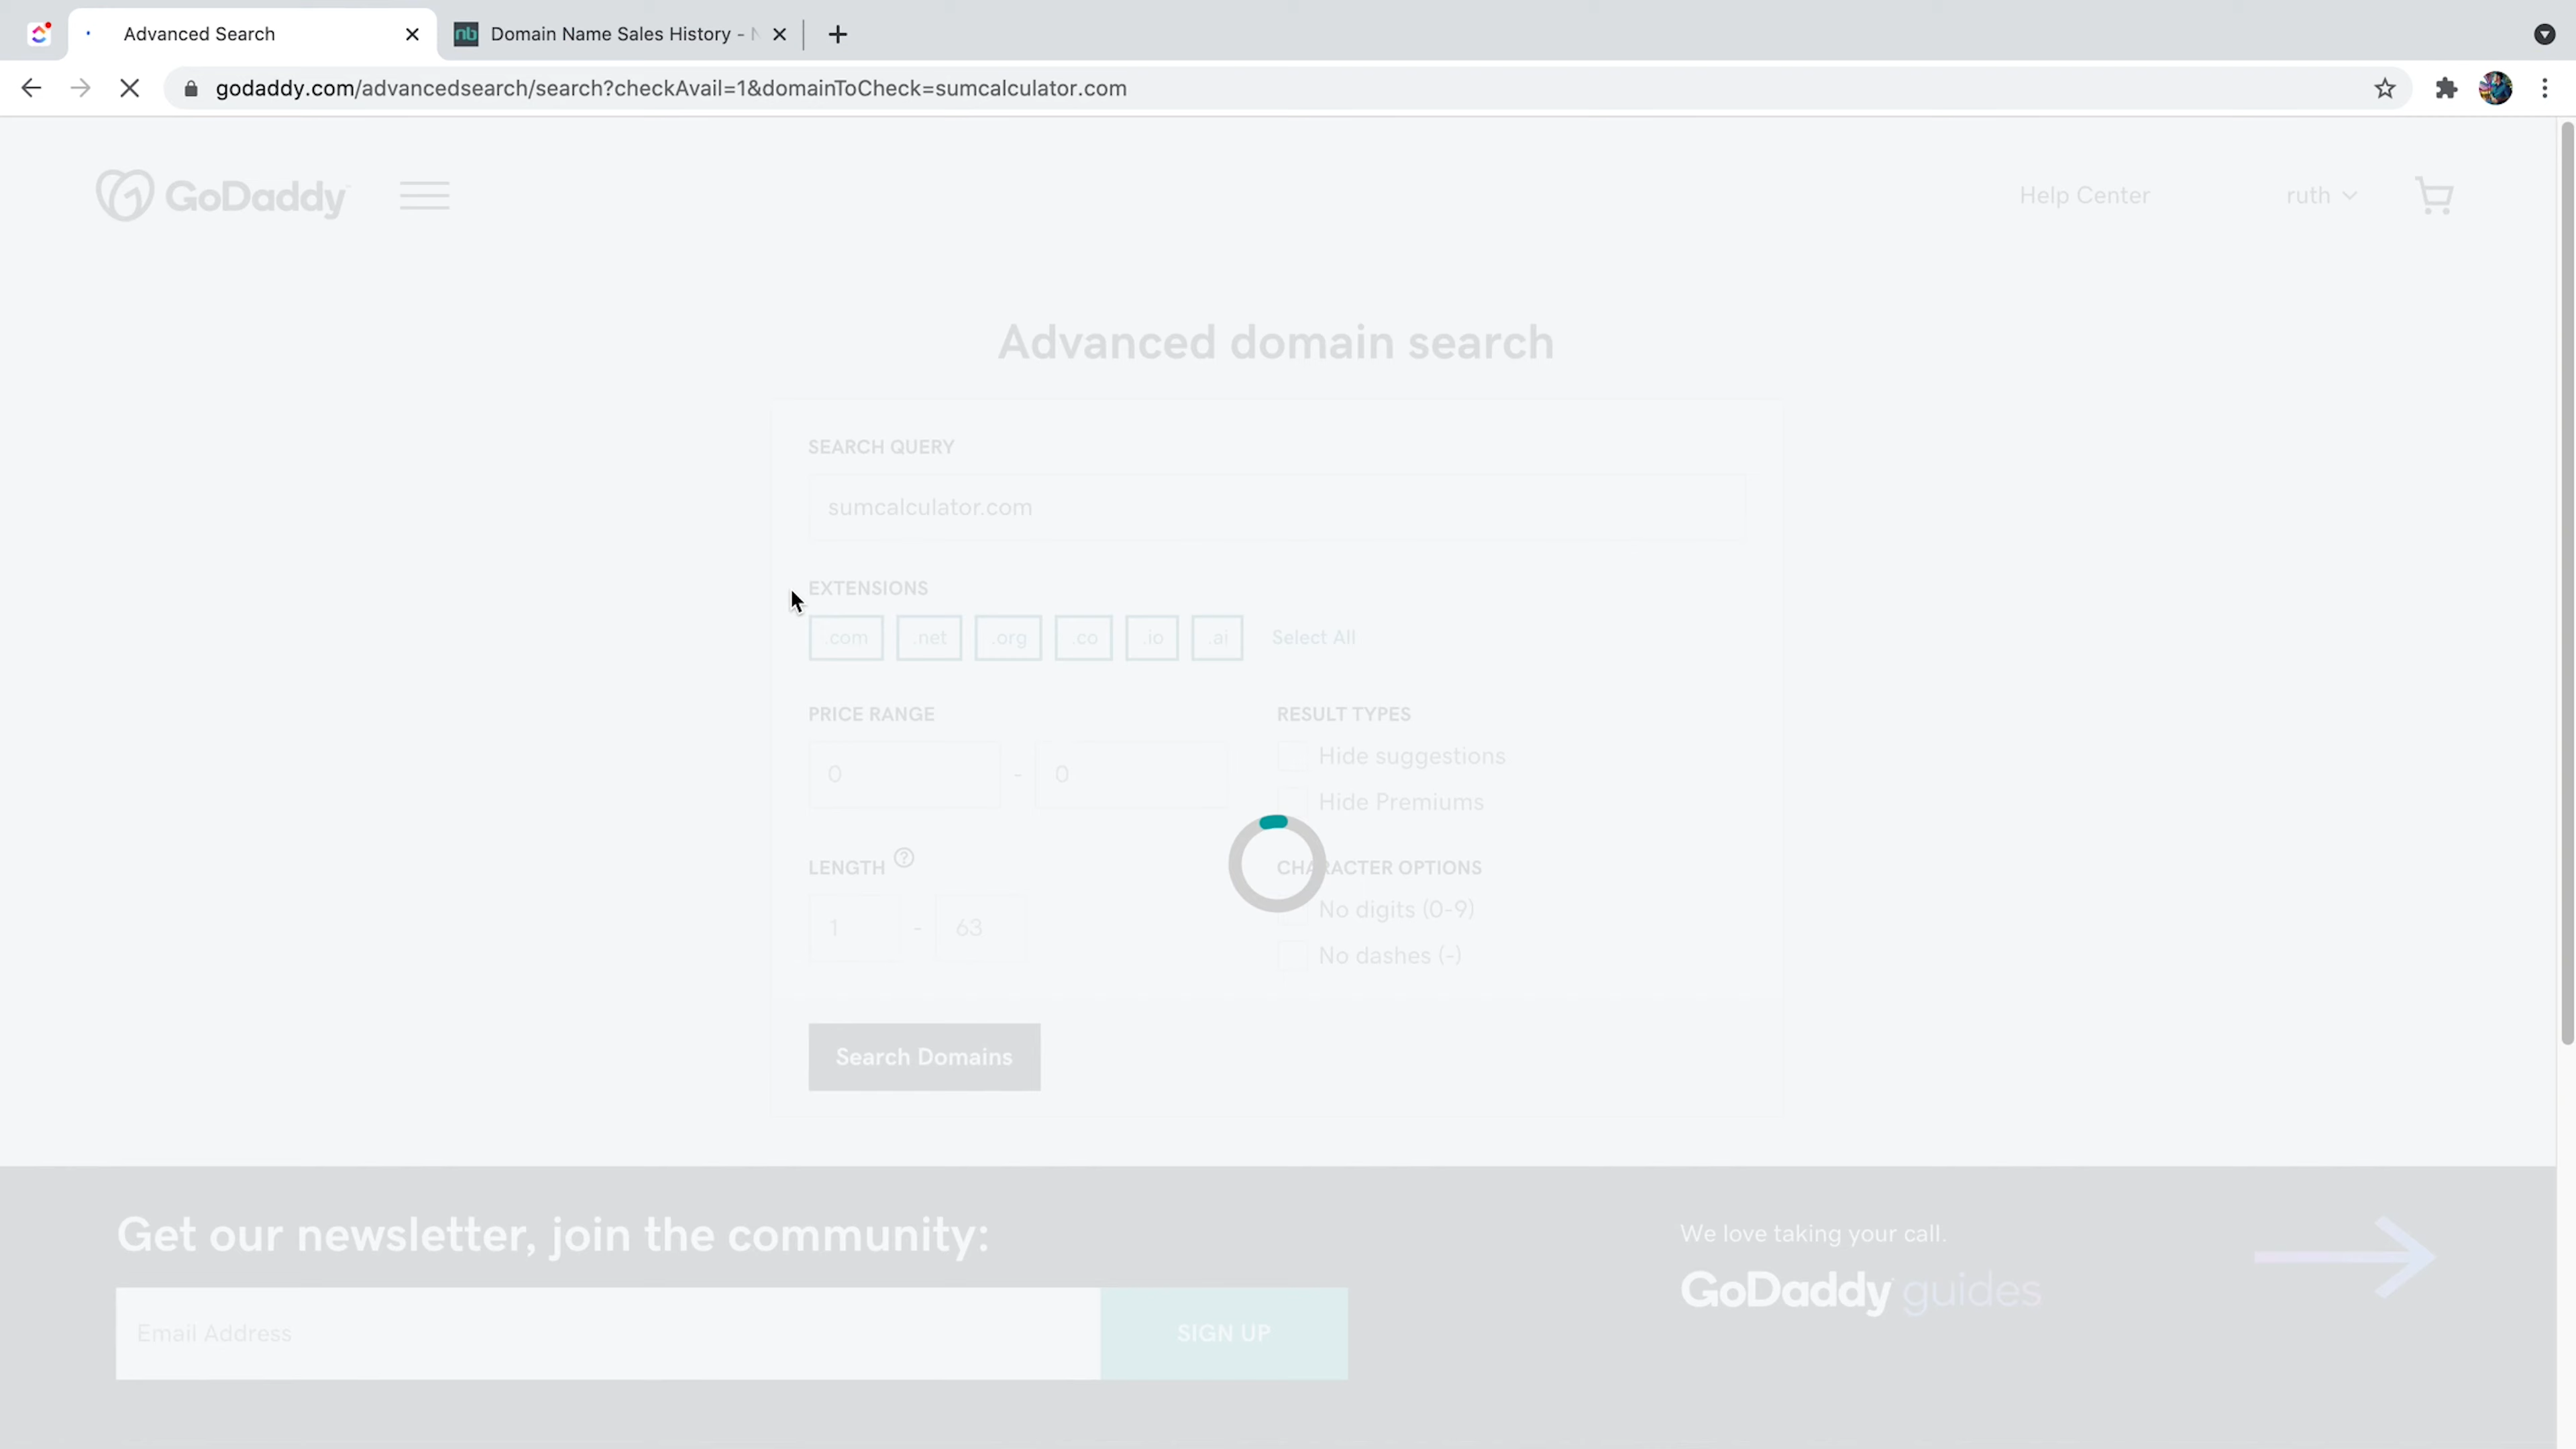 Advanced Search
nb Domain Name Sales History -
godaddy.com/advancedsearch/search?checkAvail=1&domainToCheck=sumcalculator.com
GoDaddy
Help Center
ruth
Advanced domain search
SEARCH QUERY
sumcalculator.com
EXTENSIONS
.com .net .org .co .io .ai Select All
PRICE RANGE
0 - 0
RESULT TYPES
Hide suggestions
Hide Premiums
LENGTH ?
1 - 63
CHARACTER OPTIONS
No digits (0-9)
No dashes (-)
Search Domains
Get our newsletter, join the community:
Email Address
SIGN UP
We love taking your call.
GoDaddy guides